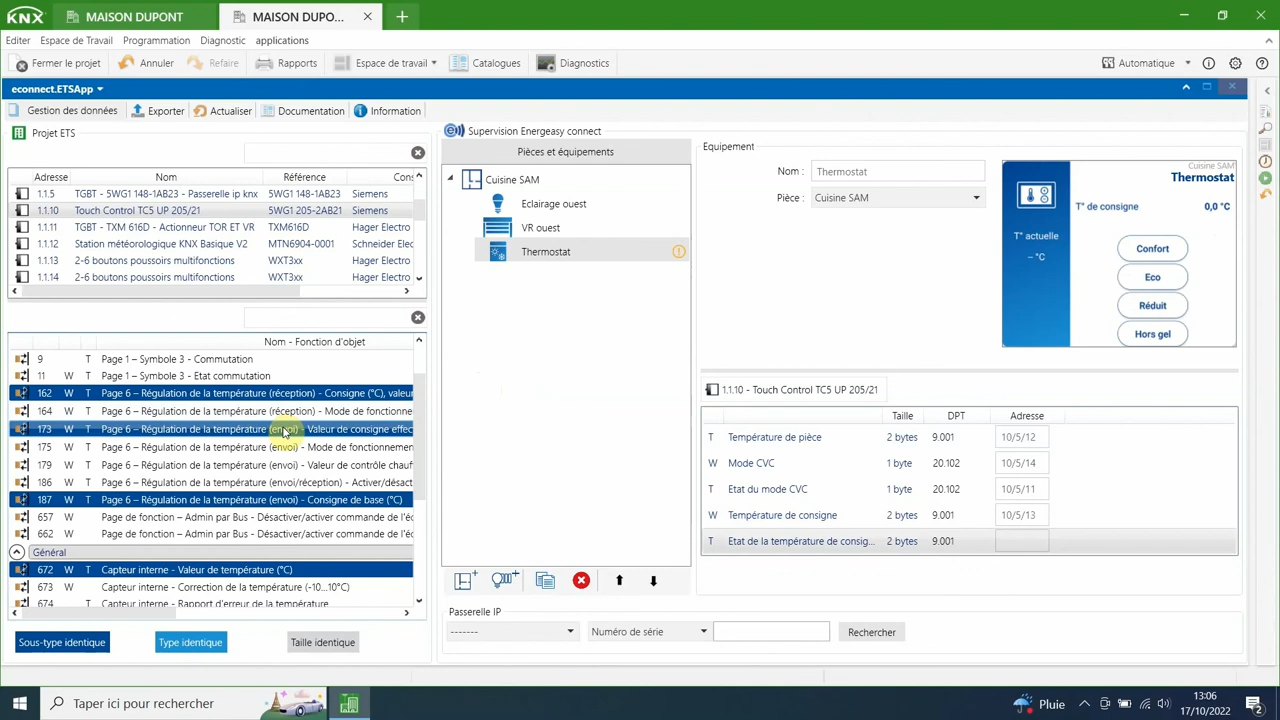 KNX MAISON DUPONT MAISON DUPO... × +
Editer Espace de Travail Programmation Diagnostic applications
Fermer le projet Annuler Refaire Rapports Espace de travail Catalogues Diagnostics Automatique
econnect.ETSApp
Gestion des données Exporter Actualiser Documentation Information
Projet ETS
Adresse Nom Référence Cons
1.1.5 TGBT - 5WG1 148-1AB23 - Passerelle ip knx 5WG1 148-1AB23 Siemens
1.1.10 Touch Control TC5 UP 205/21 5WG1 205-2AB21 Siemens
1.1.11 TGBT - TXM 616D - Actionneur TOR ET VR TXM616D Hager Electro
1.1.12 Station météorologique KNX Basique V2 MTN6904-0001 Schneider Elec
1.1.13 2-6 boutons poussoirs multifonctions WXT3xx Hager Electro
1.1.14 2-6 boutons poussoirs multifonctions WXT3xx Hager Electro
Nom - Fonction d'objet
9 T Page 1 – Symbole 3 - Commutation
11 W T Page 1 – Symbole 3 - Etat commutation
162 W T Page 6 – Régulation de la température (réception) - Consigne (°C), valeur
164 W T Page 6 – Régulation de la température (réception) - Mode de fonctionne
173 W T Page 6 – Régulation de la température (envoi) - Valeur de consigne effec
175 W T Page 6 – Régulation de la température (envoi) - Mode de fonctionnemen
179 W T Page 6 – Régulation de la température (envoi) - Valeur de contrôle chauf
186 W T Page 6 – Régulation de la température (envoi/réception) - Activer/désac
187 W T Page 6 – Régulation de la température (envoi) - Consigne de base (°C)
657 W T Page de fonction – Admin par Bus - Désactiver/activer commande de l'éc
662 W T Page de fonction – Admin par Bus - Désactiver/activer commande de l'éc
Général
672 W T Capteur interne - Valeur de température (°C)
673 W Capteur interne - Correction de la température (-10...10°C)
674 T Capteur interne - Rapport d'erreur de la température
Sous-type identique Type identique Taille identique
Supervision Energeasy connect
Pièces et équipements
Cuisine SAM
Eclairage ouest
VR ouest
Thermostat
Equipement
Nom : Thermostat
Pièce : Cuisine SAM
Cuisine SAM
Thermostat
T° de consigne 0,0 °C
T° actuelle
– °C
Confort
Eco
Réduit
Hors gel
1.1.10 - Touch Control TC5 UP 205/21
Taille DPT Adresse
T Température de pièce 2 bytes 9.001 10/5/12
W Mode CVC 1 byte 20.102 10/5/14
T Etat du mode CVC 1 byte 20.102 10/5/11
W Température de consigne 2 bytes 9.001 10/5/13
T Etat de la température de consig... 2 bytes 9.001
Passerelle IP
------- Numéro de série Rechercher
Taper ici pour rechercher Pluie 13:06
17/10/2022 2